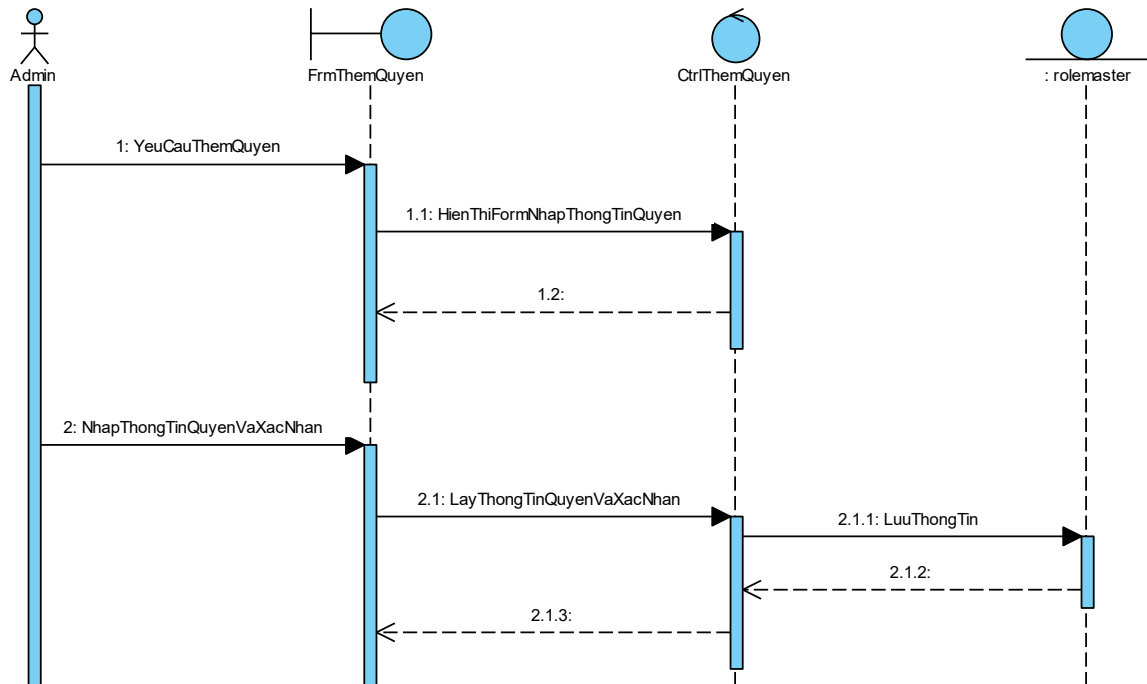 Admin
FrmThemQuyen
CtrlThemQuyen
: rolemaster
1: YeuCauThemQuyen
1.1: HienThiFormNhapThongTinQuyen
1.2:
2: NhapThongTinQuyenVaXacNhan
2.1: LayThongTinQuyenVaXacNhan
2.1.1: LuuThongTin
2.1.2:
2.1.3: